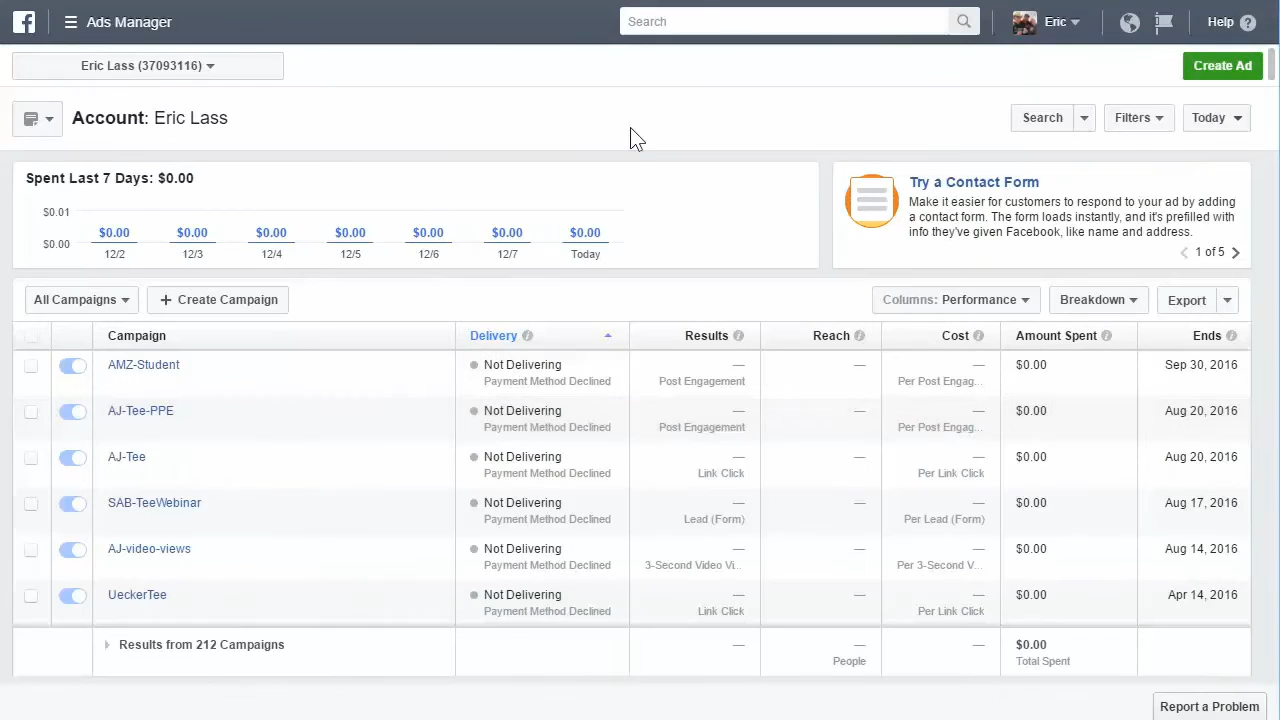 Ads Manager
Search
Eric
Help
Eric Lass (37093116)
Create Ad
Account: Eric Lass
Search
Filters
Today
Spent Last 7 Days: $0.00
$0.01
$0.00
$0.00 $0.00 $0.00 $0.00 $0.00 $0.00 $0.00
12/2 12/3 12/4 12/5 12/6 12/7 Today
Try a Contact Form
Make it easier for customers to respond to your ad by adding
a contact form. The form loads instantly, and it's prefilled with
info they've given Facebook, like name and address.
1 of 5
All Campaigns
+ Create Campaign
Columns: Performance
Breakdown
Export
Campaign Delivery Results Reach Cost Amount Spent Ends
AMZ-Student Not Delivering — — — $0.00 Sep 30, 2016
Payment Method Declined Post Engagement Per Post Engag...
AJ-Tee-PPE Not Delivering — — — $0.00 Aug 20, 2016
Payment Method Declined Post Engagement Per Post Engag...
AJ-Tee Not Delivering — — — $0.00 Aug 20, 2016
Payment Method Declined Link Click Per Link Click
SAB-TeeWebinar Not Delivering — — — $0.00 Aug 17, 2016
Payment Method Declined Lead (Form) Per Lead (Form)
AJ-video-views Not Delivering — — — $0.00 Aug 14, 2016
Payment Method Declined 3-Second Video Vi... Per 3-Second V...
UeckerTee Not Delivering — — — $0.00 Apr 14, 2016
Payment Method Declined Link Click Per Link Click
Results from 212 Campaigns — — — $0.00
People Total Spent
Report a Problem